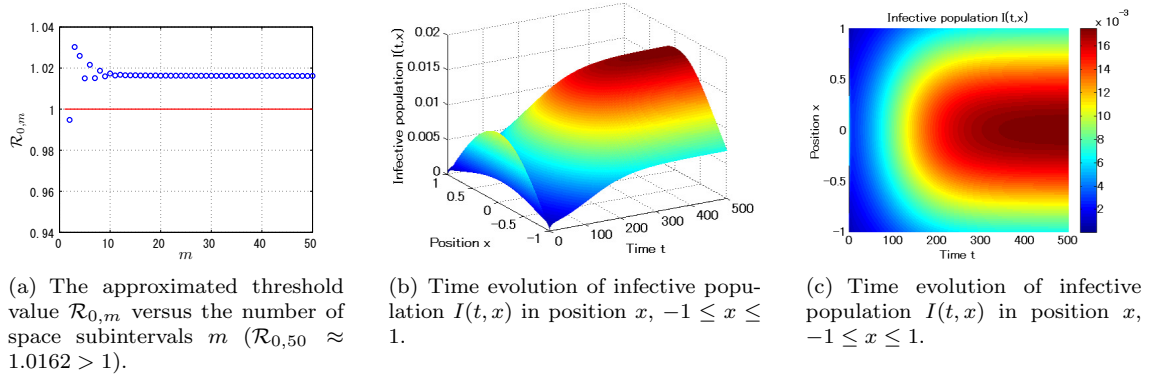 1.04
1.02
1
0.98
0.96
0.94
0 10 20 30 40 50
m
R0,m
Infective population I(t,x)
0.02
0.015
0.01
0.005
0
1
0.5
0
-0.5
-1
Position x
0
100
200
300
400
500
Time t
Infective population I(t,x)
x 10⁻³
1
0.5
0
-0.5
-1
Position x
0 100 200 300 400 500
Time t
16
14
12
10
8
6
4
2
(a) The approximated threshold
value R0,m versus the number of
space subintervals m (R0,50 ≈
1.0162 > 1).
(b) Time evolution of infective popu-
lation I(t, x) in position x, −1 ≤ x ≤
1.
(c) Time evolution of infective
population I(t, x) in position x,
−1 ≤ x ≤ 1.